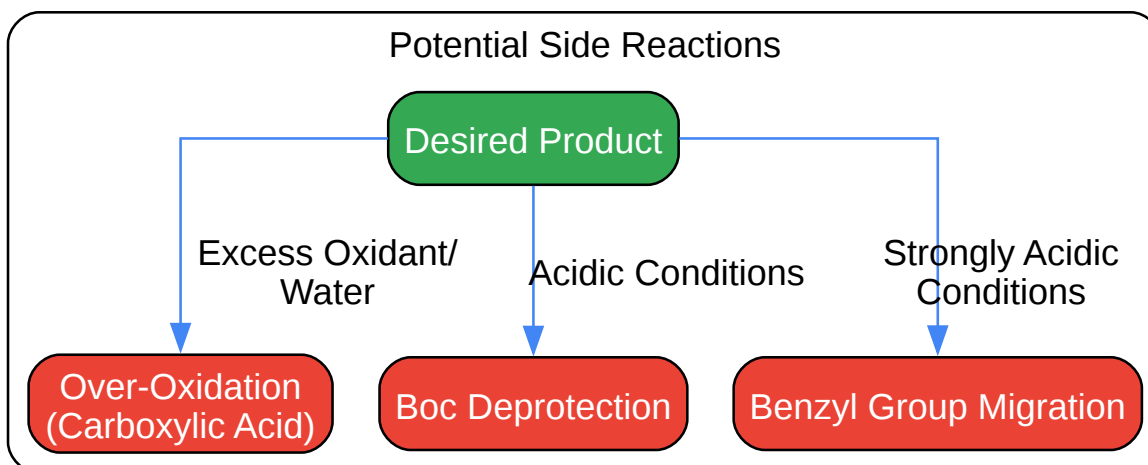 Potential Side Reactions
Desired Product
Excess Oxidant/
Water
Acidic Conditions
Strongly Acidic
Conditions
Over-Oxidation
(Carboxylic Acid)
Boc Deprotection
Benzyl Group Migration